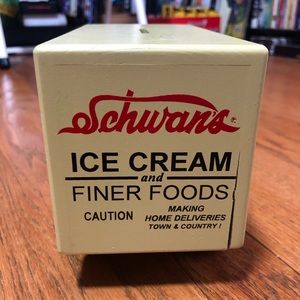 Schwan's
ICE CREAM
and
FINER FOODS
CAUTION
MAKING
HOME DELIVERIES
TOWN & COUNTRY!